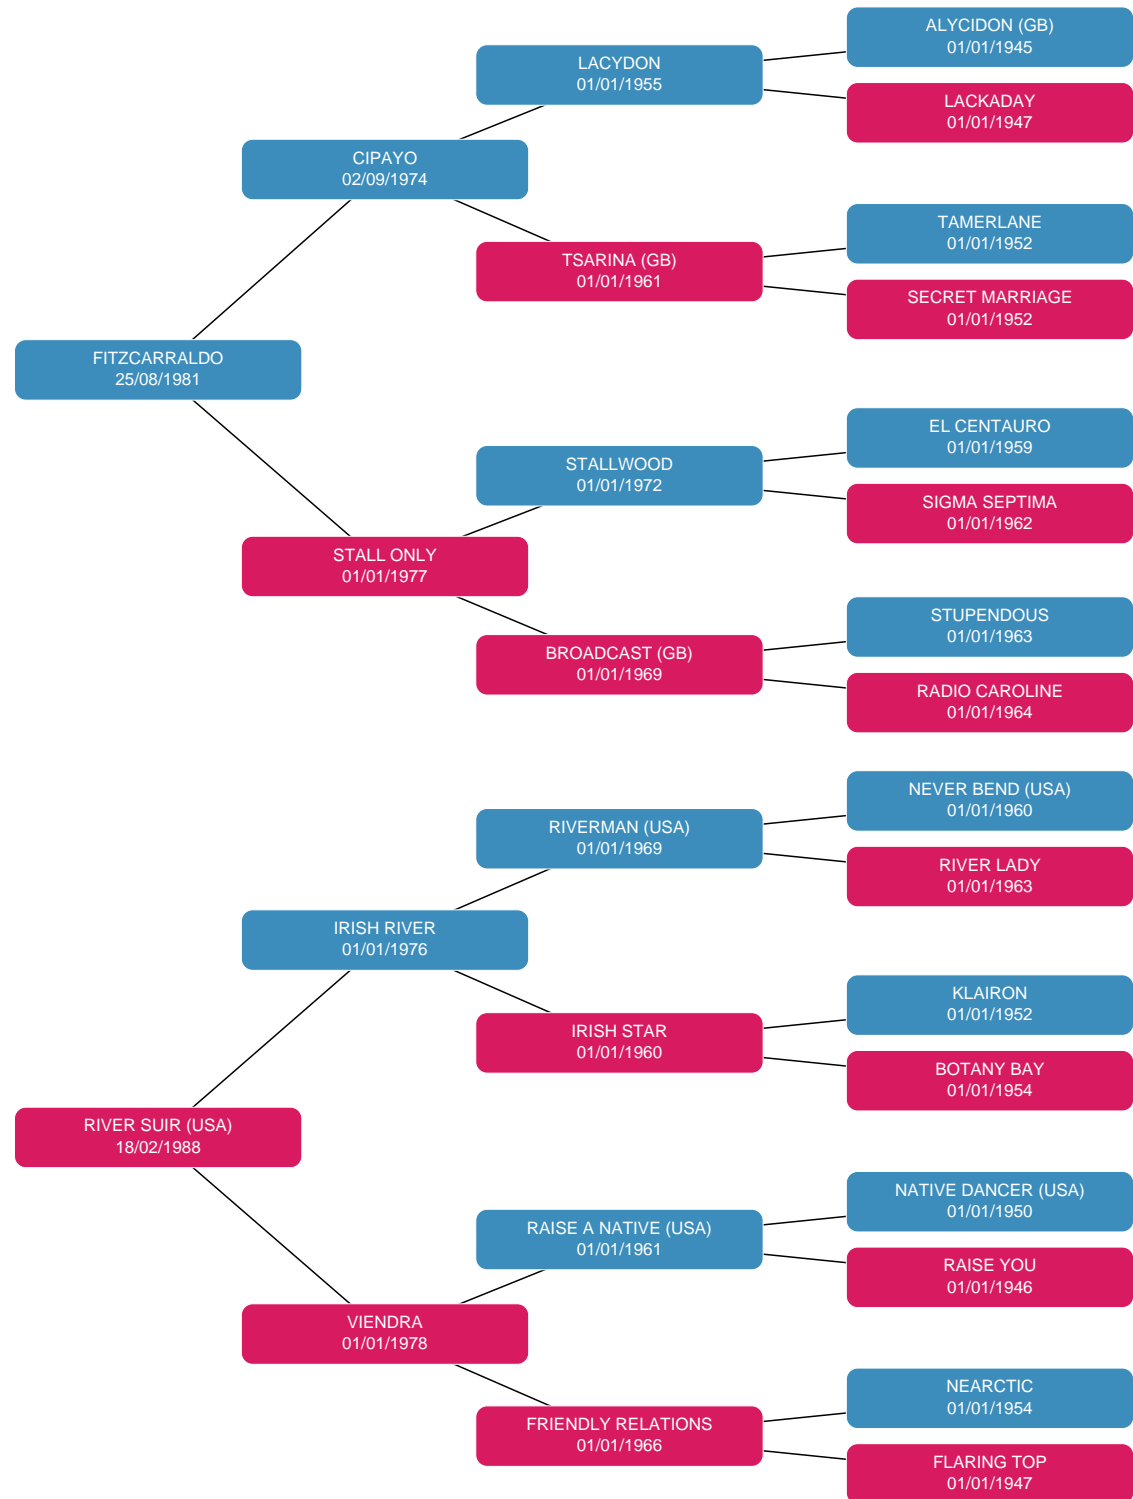 ALYCIDON (GB)
01/01/1945
LACYDON
01/01/1955
LACKADAY
01/01/1947
CIPAYO
02/09/1974
TAMERLANE
01/01/1952
TSARINA (GB)
01/01/1961
SECRET MARRIAGE
01/01/1952
FITZCARRALDO
25/08/1981
EL CENTAURO
01/01/1959
STALLWOOD
01/01/1972
SIGMA SEPTIMA
01/01/1962
STALL ONLY
01/01/1977
STUPENDOUS
01/01/1963
BROADCAST (GB)
01/01/1969
RADIO CAROLINE
01/01/1964
NEVER BEND (USA)
01/01/1960
RIVERMAN (USA)
01/01/1969
RIVER LADY
01/01/1963
IRISH RIVER
01/01/1976
KLAIRON
01/01/1952
IRISH STAR
01/01/1960
BOTANY BAY
01/01/1954
RIVER SUIR (USA)
18/02/1988
NATIVE DANCER (USA)
01/01/1950
RAISE A NATIVE (USA)
01/01/1961
RAISE YOU
01/01/1946
VIENDRA
01/01/1978
NEARCTIC
01/01/1954
FRIENDLY RELATIONS
01/01/1966
FLARING TOP
01/01/1947